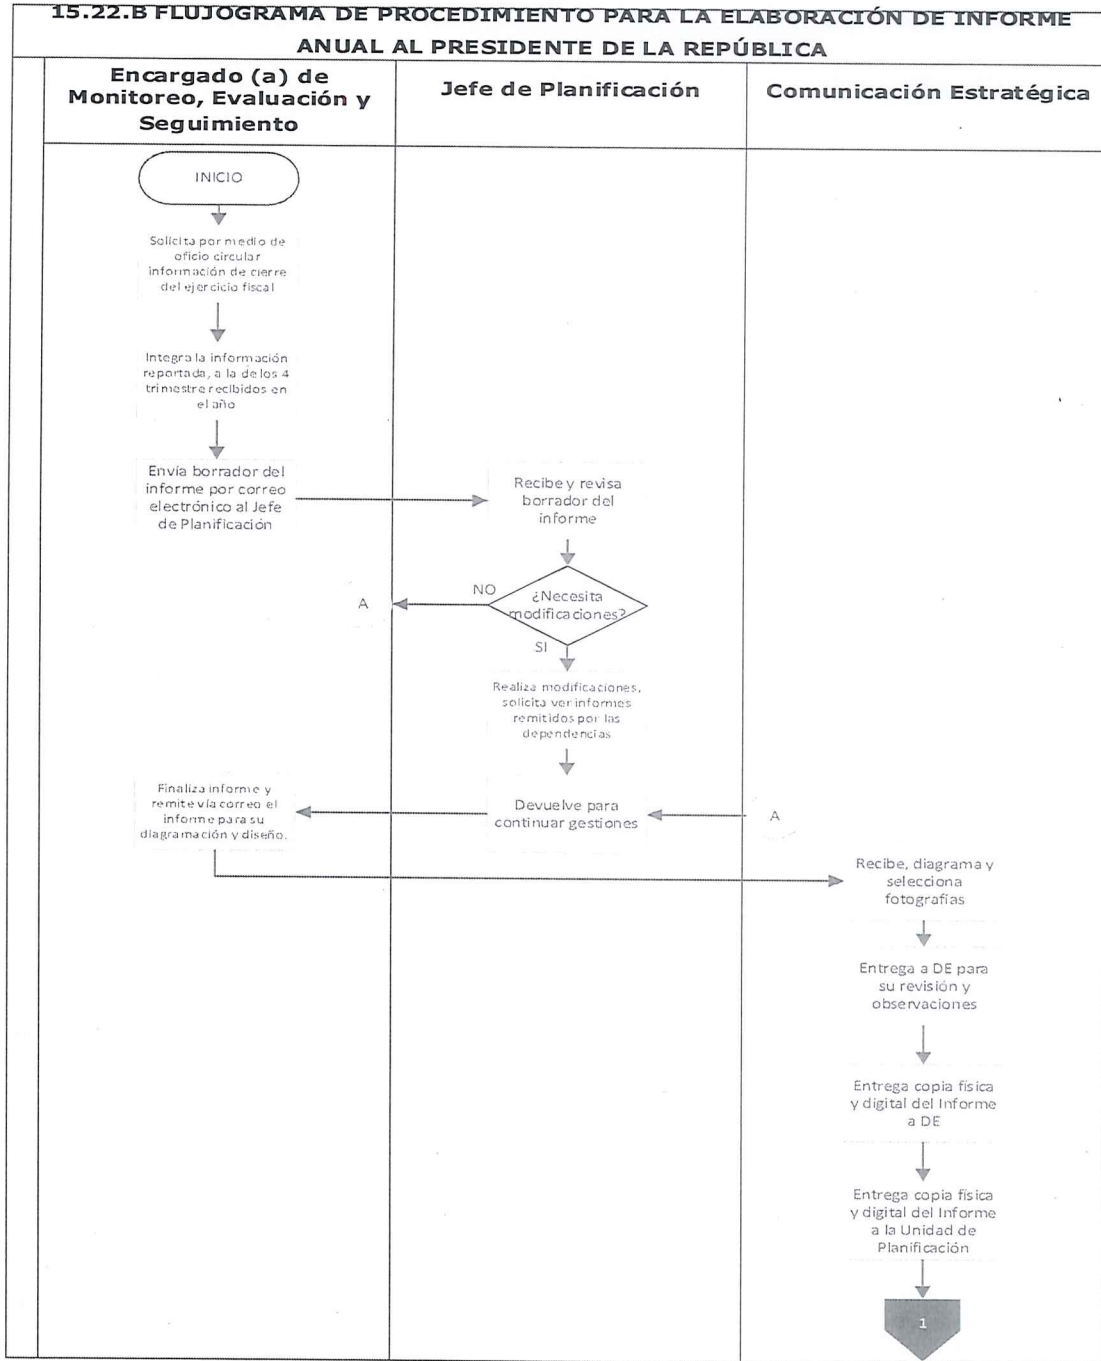 15.22.B FLUJOGRAMA DE PROCEDIMIENTO PARA LA ELABORACIÓN DE INFORME
ANUAL AL PRESIDENTE DE LA REPÚBLICA
Encargado (a) de
Monitoreo, Evaluación y
Seguimiento
Jefe de Planificación
Comunicación Estratégica
INICIO
Solicita por medio de
oficio circular
información de cierre
del ejercicio fiscal
Integra la información
reportada, a la de los 4
trimestre recibidos en
el año
Envía borrador del
informe por correo
electrónico al Jefe
de Planificación
Recibe y revisa
borrador del
informe
¿Necesita
modificaciones?
NO
A
SI
Realiza modificaciones,
solicita ver informes
remitidos por las
dependencias
Devuelve para
continuar gestiones
A
Finaliza informe y
remite vía correo el
informe para su
diagramación y diseño.
Recibe, diagrama y
selecciona
fotografías
Entrega a DE para
su revisión y
observaciones
Entrega copia física
y digital del Informe
a DE
Entrega copia física
y digital del Informe
a la Unidad de
Planificación
1